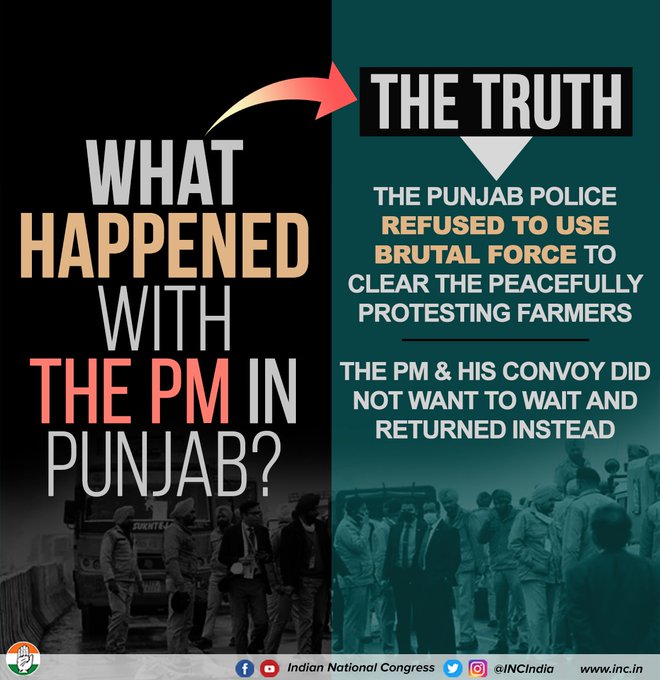 WHAT
HAPPENED
WITH
THE PM IN
PUNJAB?
THE TRUTH
THE PUNJAB POLICE
REFUSED TO USE
BRUTAL FORCE TO
CLEAR THE PEACEFULLY
PROTESTING FARMERS
THE PM & HIS CONVOY DID
NOT WANT TO WAIT AND
RETURNED INSTEAD
SUKHTEJ
Indian National Congress @INCIndia www.inc.in